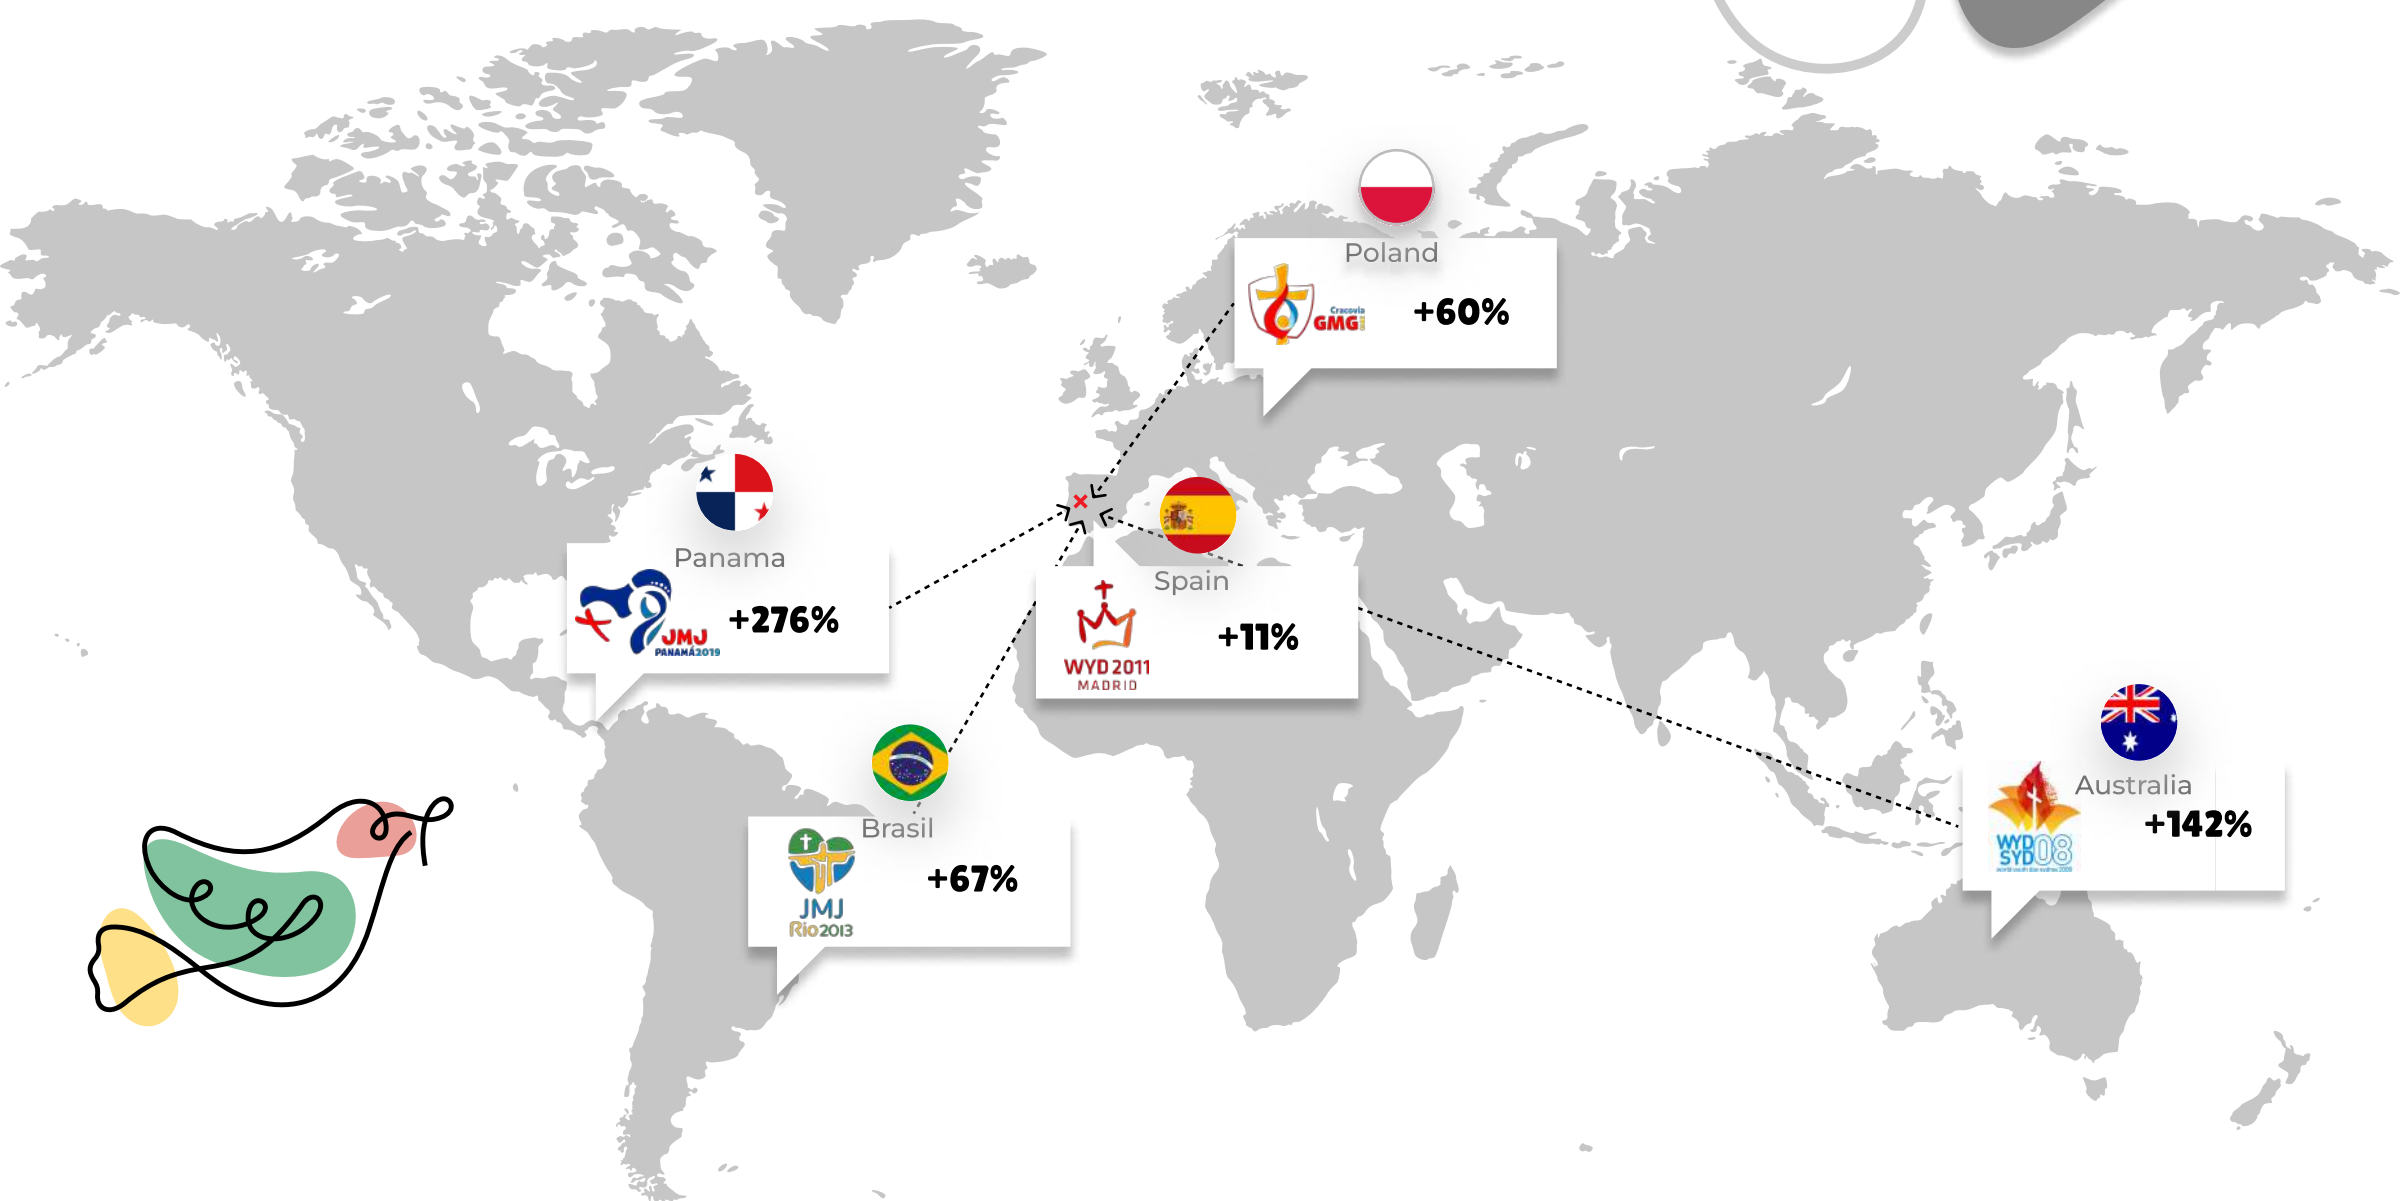 Poland
Cracovia
GMG
+60%
Panama
JMJ
PANAMÁ2019
+276%
Spain
WYD 2011
MADRID
+11%
Brasil
JMJ
Rio2013
+67%
Australia
WYD
SYD08
+142%